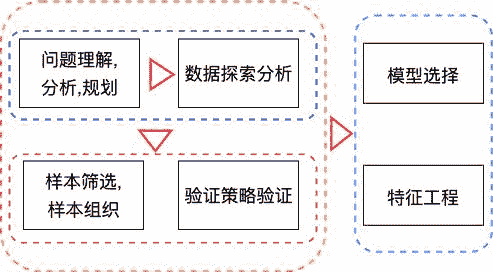 问题理解,
分析,规划
数据探索分析
样本筛选,
样本组织
验证策略验证
模型选择
特征工程